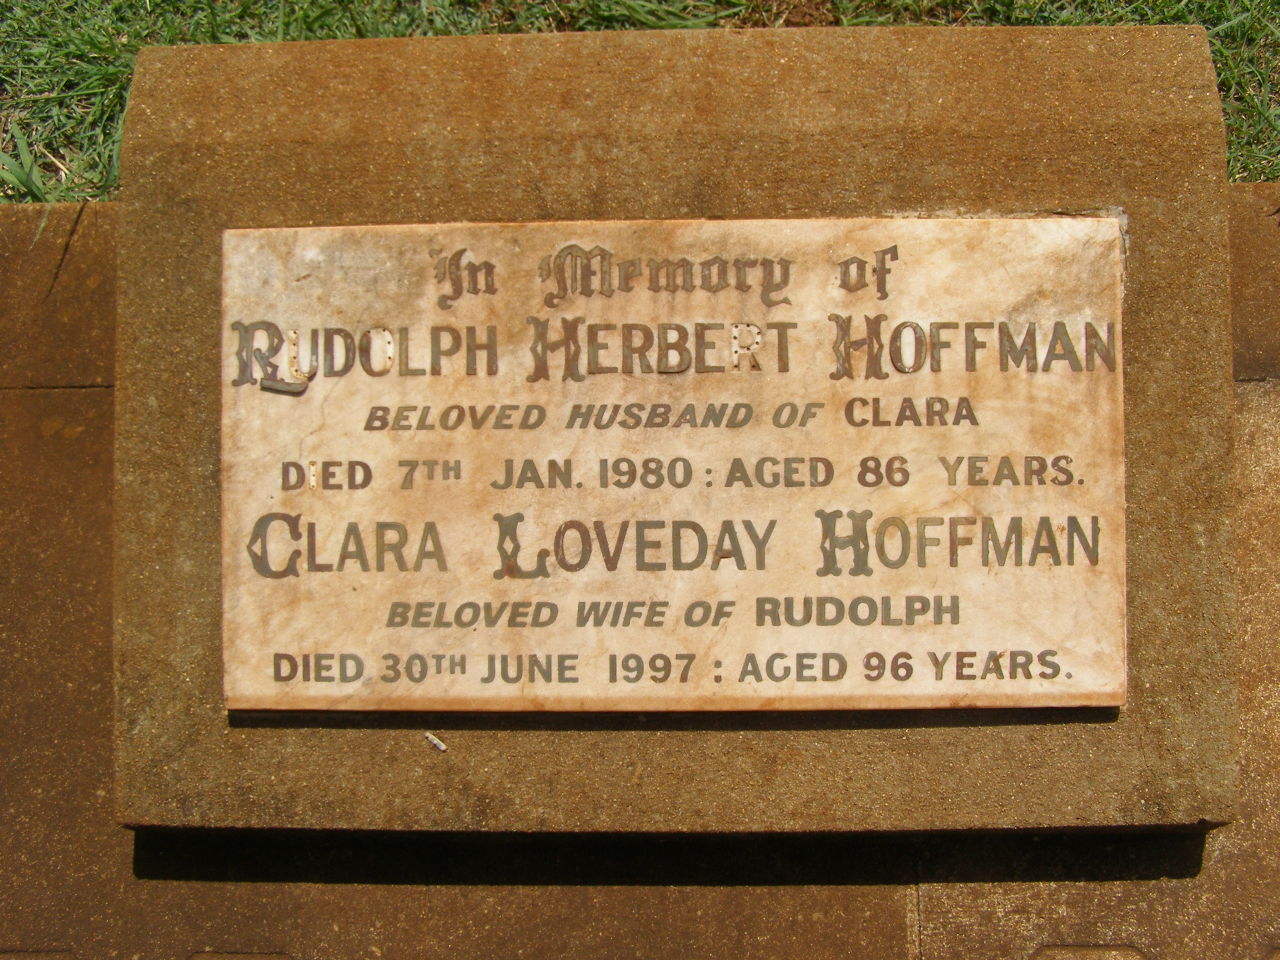 In Memory of
RUDOLPH HERBERT HOFFMAN
BELOVED HUSBAND OF CLARA
DIED 7TH JAN. 1980 : AGED 86 YEARS.
CLARA LOVEDAY HOFFMAN
BELOVED WIFE OF RUDOLPH
DIED 30TH JUNE 1997 : AGED 96 YEARS.